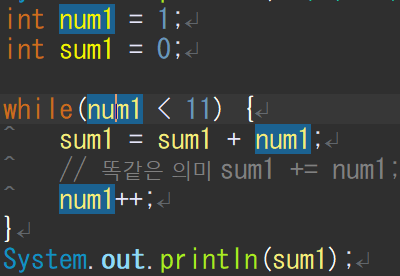 int num1 = 1;
int sum1 = 0;
while(num1 < 11) {
sum1 = sum1 + num1;
// 똑같은 의미 sum1 += num1;
num1++;
}
System.out.println(sum1);